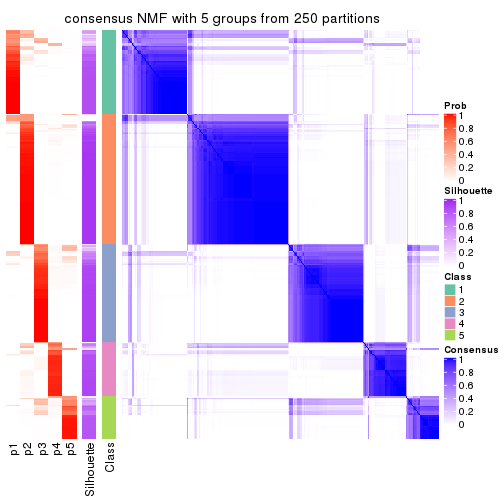 consensus NMF with 5 groups from 250 partitions
Prob
1
0.8
0.6
0.4
0.2
0
Silhouette
1
0.8
0.6
0.4
0.2
0
Class
1
2
3
4
5
Consensus
1
0.8
0.6
0.4
0.2
0
p1
p2
p3
p4
p5
Silhouette
Class